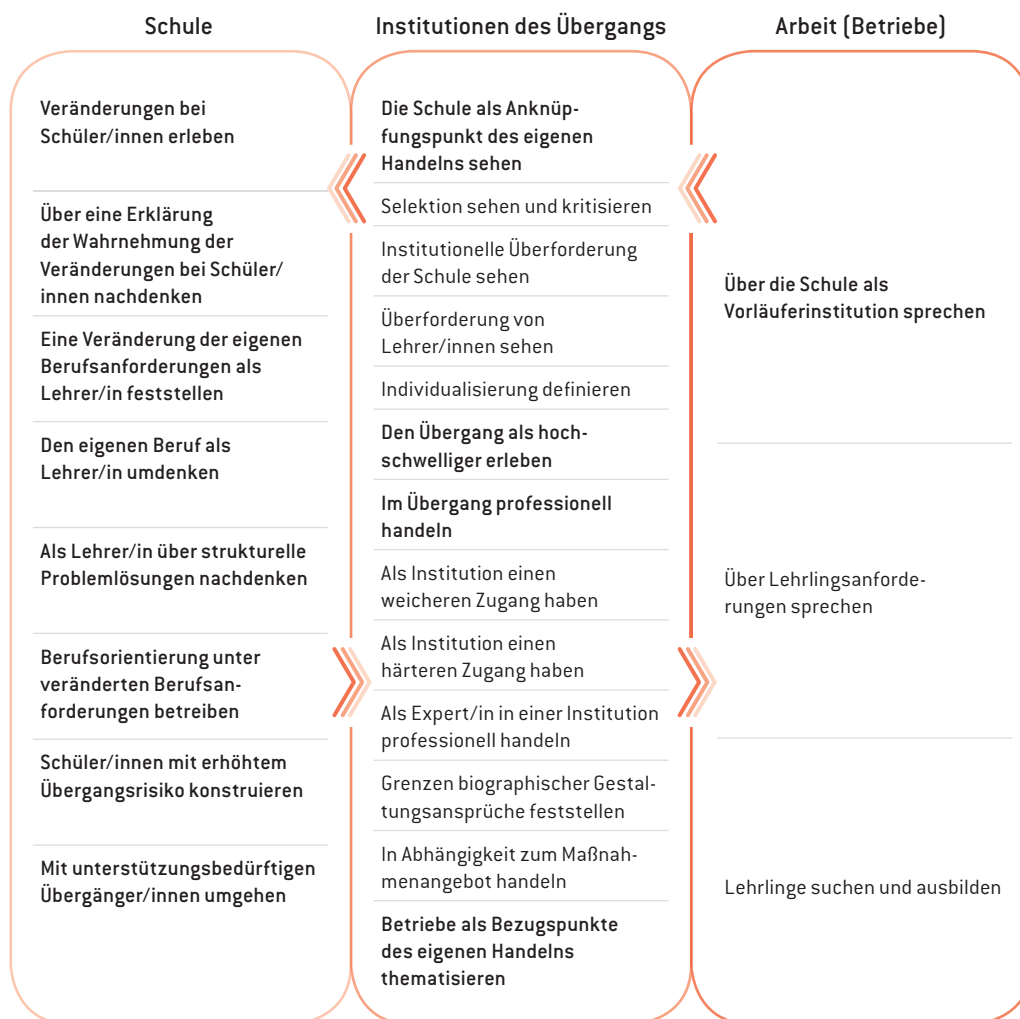 Schule
Veränderungen bei
Schüler/innen erleben
Über eine Erklärung
der Wahrnehmung der
Veränderungen bei Schüler/
innen nachdenken
Eine Veränderung der eigenen
Berufsanforderungen als
Lehrer/in feststellen
Den eigenen Beruf als
Lehrer/in umdenken
Als Lehrer/in über strukturelle
Problemlösungen nachdenken
Berufsorientierung unter
veränderten Berufsan-
forderungen betreiben
Schüler/innen mit erhöhtem
Übergangsrisiko konstruieren
Mit unterstützungsbedürftigen
Übergänger/innen umgehen
Institutionen des Übergangs
Die Schule als Anknüp-
fungspunkt des eigenen
Handelns sehen
Selektion sehen und kritisieren
Institutionelle Überforderung
der Schule sehen
Überforderung von
Lehrer/innen sehen
Individualisierung definieren
Den Übergang als hoch-
schwelliger erleben
Im Übergang professionell
handeln
Als Institution einen
weicheren Zugang haben
Als Institution einen
härteren Zugang haben
Als Expert/in in einer Institution
professionell handeln
Grenzen biographischer Gestal-
tungsansprüche feststellen
In Abhängigkeit zum Maßnah-
menangebot handeln
Betriebe als Bezugspunkte
des eigenen Handelns
thematisieren
Arbeit (Betriebe)
Über die Schule als
Vorläuferinstitution sprechen
Über Lehrlingsanforde-
rungen sprechen
Lehrlinge suchen und ausbilden